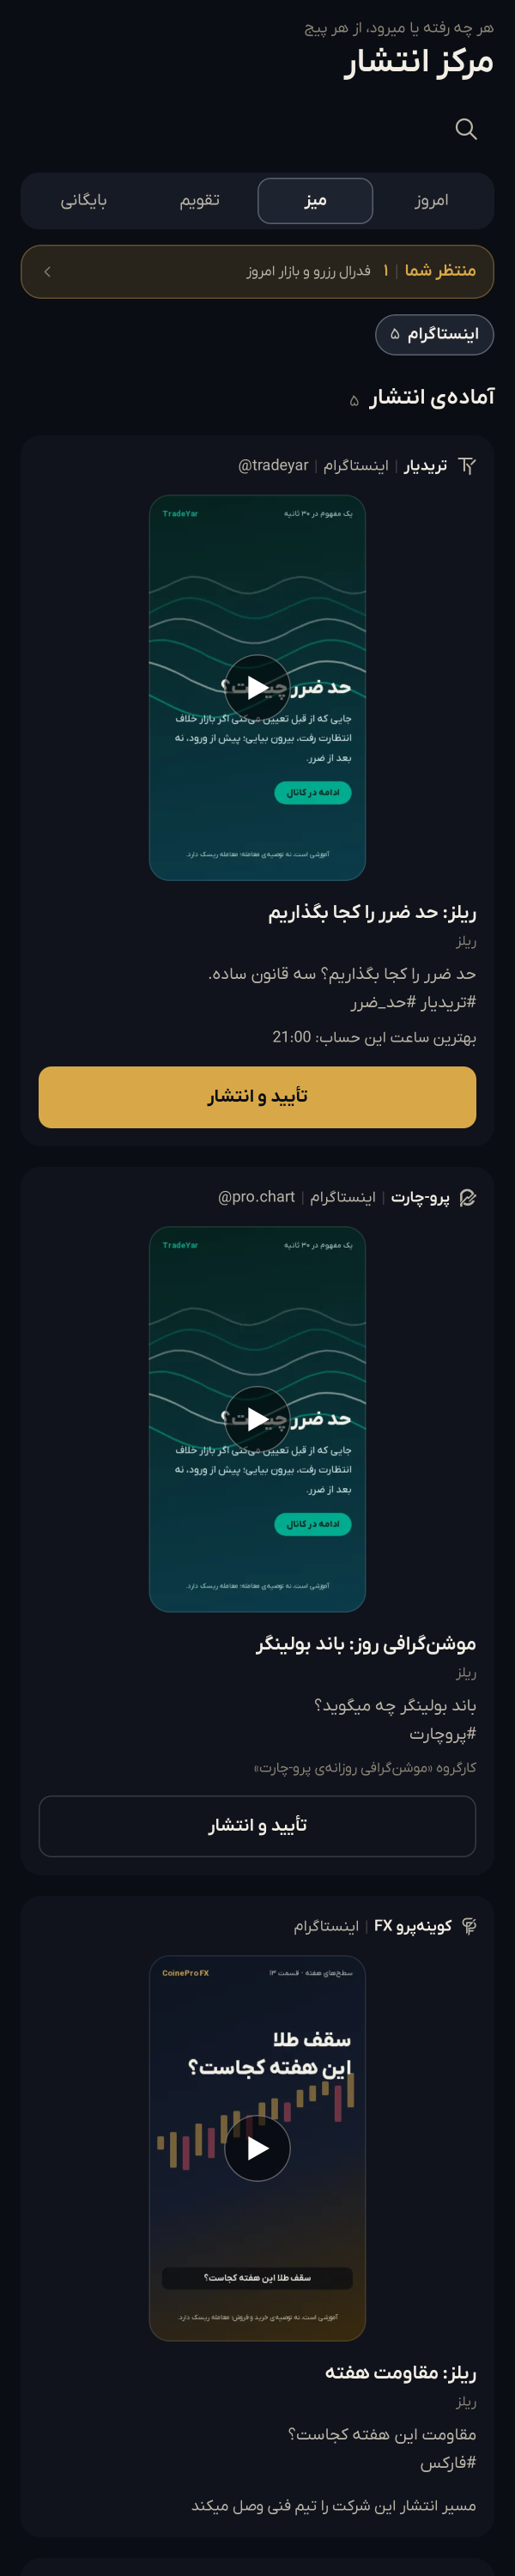 هر چه رفته یا میرود، از هر پیج
مرکز انتشار
امروز
میز
تقویم
بایگانی
منتظر شما | ۱ فدرال رزرو و بازار امروز
اینستاگرام ۵
آماده‌ی انتشار ۵
تریدیار | اینستاگرام | @tradeyar
یک مفهوم در ۳۰ ثانیه
TradeYar
حد ضرر چیست؟
جایی که از قبل تعیین می‌کنی اگر بازار خلاف
انتظارت رفت، بیرون بیایی؛ پیش از ورود، نه
بعد از ضرر.
ادامه در کانال
آموزشی است، نه توصیه‌ی معامله؛ معامله ریسک دارد.
ریلز: حد ضرر را کجا بگذاریم
ریلز
حد ضرر را کجا بگذاریم؟ سه قانون ساده.
#تریدیار #حد_ضرر
بهترین ساعت این حساب: 21:00
تأیید و انتشار
پرو-چارت | اینستاگرام | @pro.chart
یک مفهوم در ۳۰ ثانیه
TradeYar
حد ضرر چیست؟
جایی که از قبل تعیین می‌کنی اگر بازار خلاف
انتظارت رفت، بیرون بیایی؛ پیش از ورود، نه
بعد از ضرر.
ادامه در کانال
آموزشی است، نه توصیه‌ی معامله؛ معامله ریسک دارد.
موشن‌گرافی روز: باند بولینگر
ریلز
باند بولینگر چه میگوید؟
#پروچارت
کارگروه «موشن‌گرافی روزانه‌ی پرو-چارت»
تأیید و انتشار
کوینه‌پرو FX | اینستاگرام
سطح‌های هفته · قسمت ۱۳
CoinePro FX
سقف طلا
این هفته کجاست؟
سقف طلا این هفته کجاست؟
آموزشی است، نه توصیه‌ی خرید و فروش؛ معامله ریسک دارد.
ریلز: مقاومت هفته
ریلز
مقاومت این هفته کجاست؟
#فارکس
مسیر انتشار این شرکت را تیم فنی وصل میکند